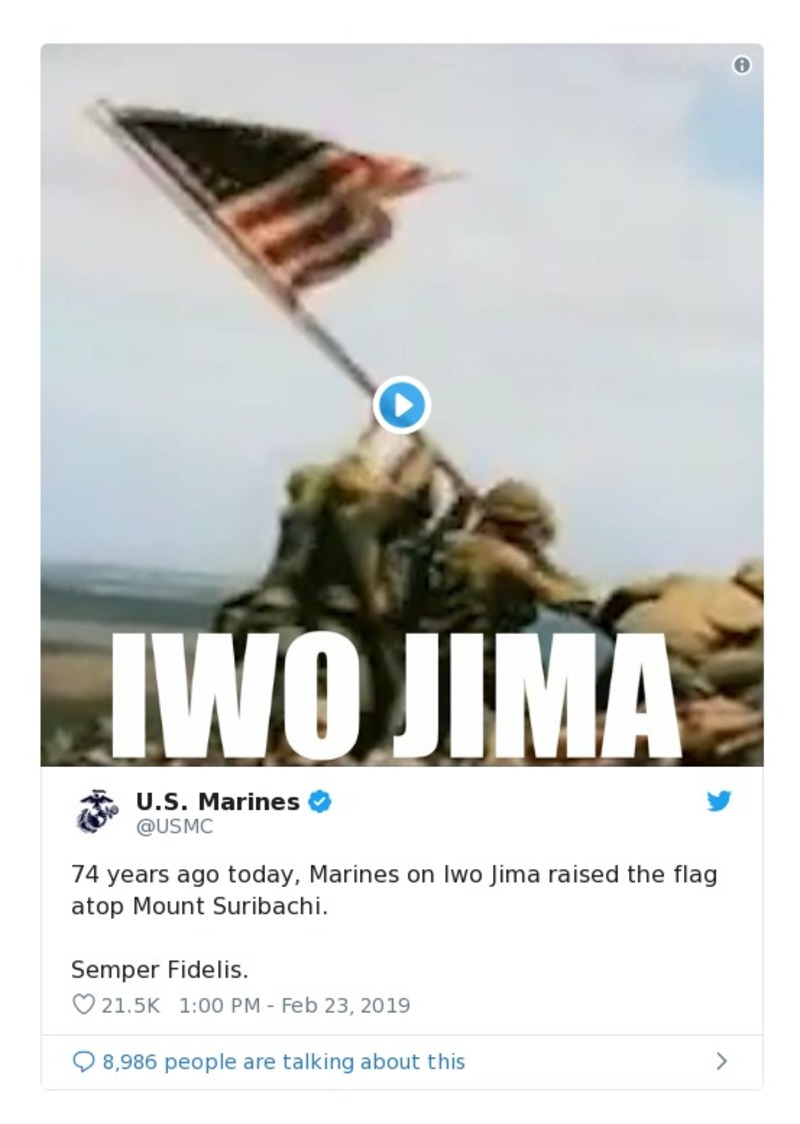 IWO JIMA
U.S. Marines
@USMC
74 years ago today, Marines on Iwo Jima raised the flag
atop Mount Suribachi.
Semper Fidelis.
21.5K 1:00 PM - Feb 23, 2019
8,986 people are talking about this